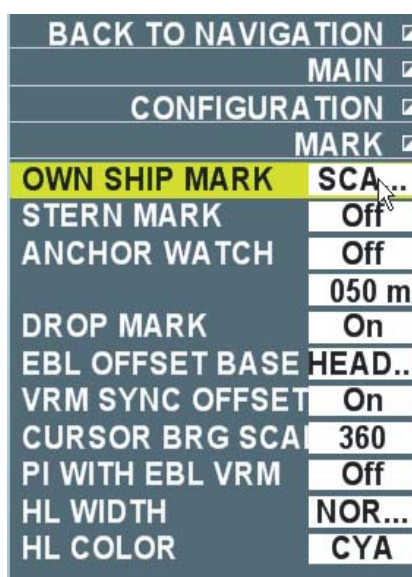 BACK TO NAVIGATION
MAIN
CONFIGURATION
MARK
OWN SHIP MARK SCA...
STERN MARK Off
ANCHOR WATCH Off
050 m
DROP MARK On
EBL OFFSET BASE HEAD..
VRM SYNC OFFSET On
CURSOR BRG SCAL 360
PI WITH EBL VRM Off
HL WIDTH NOR...
HL COLOR CYA